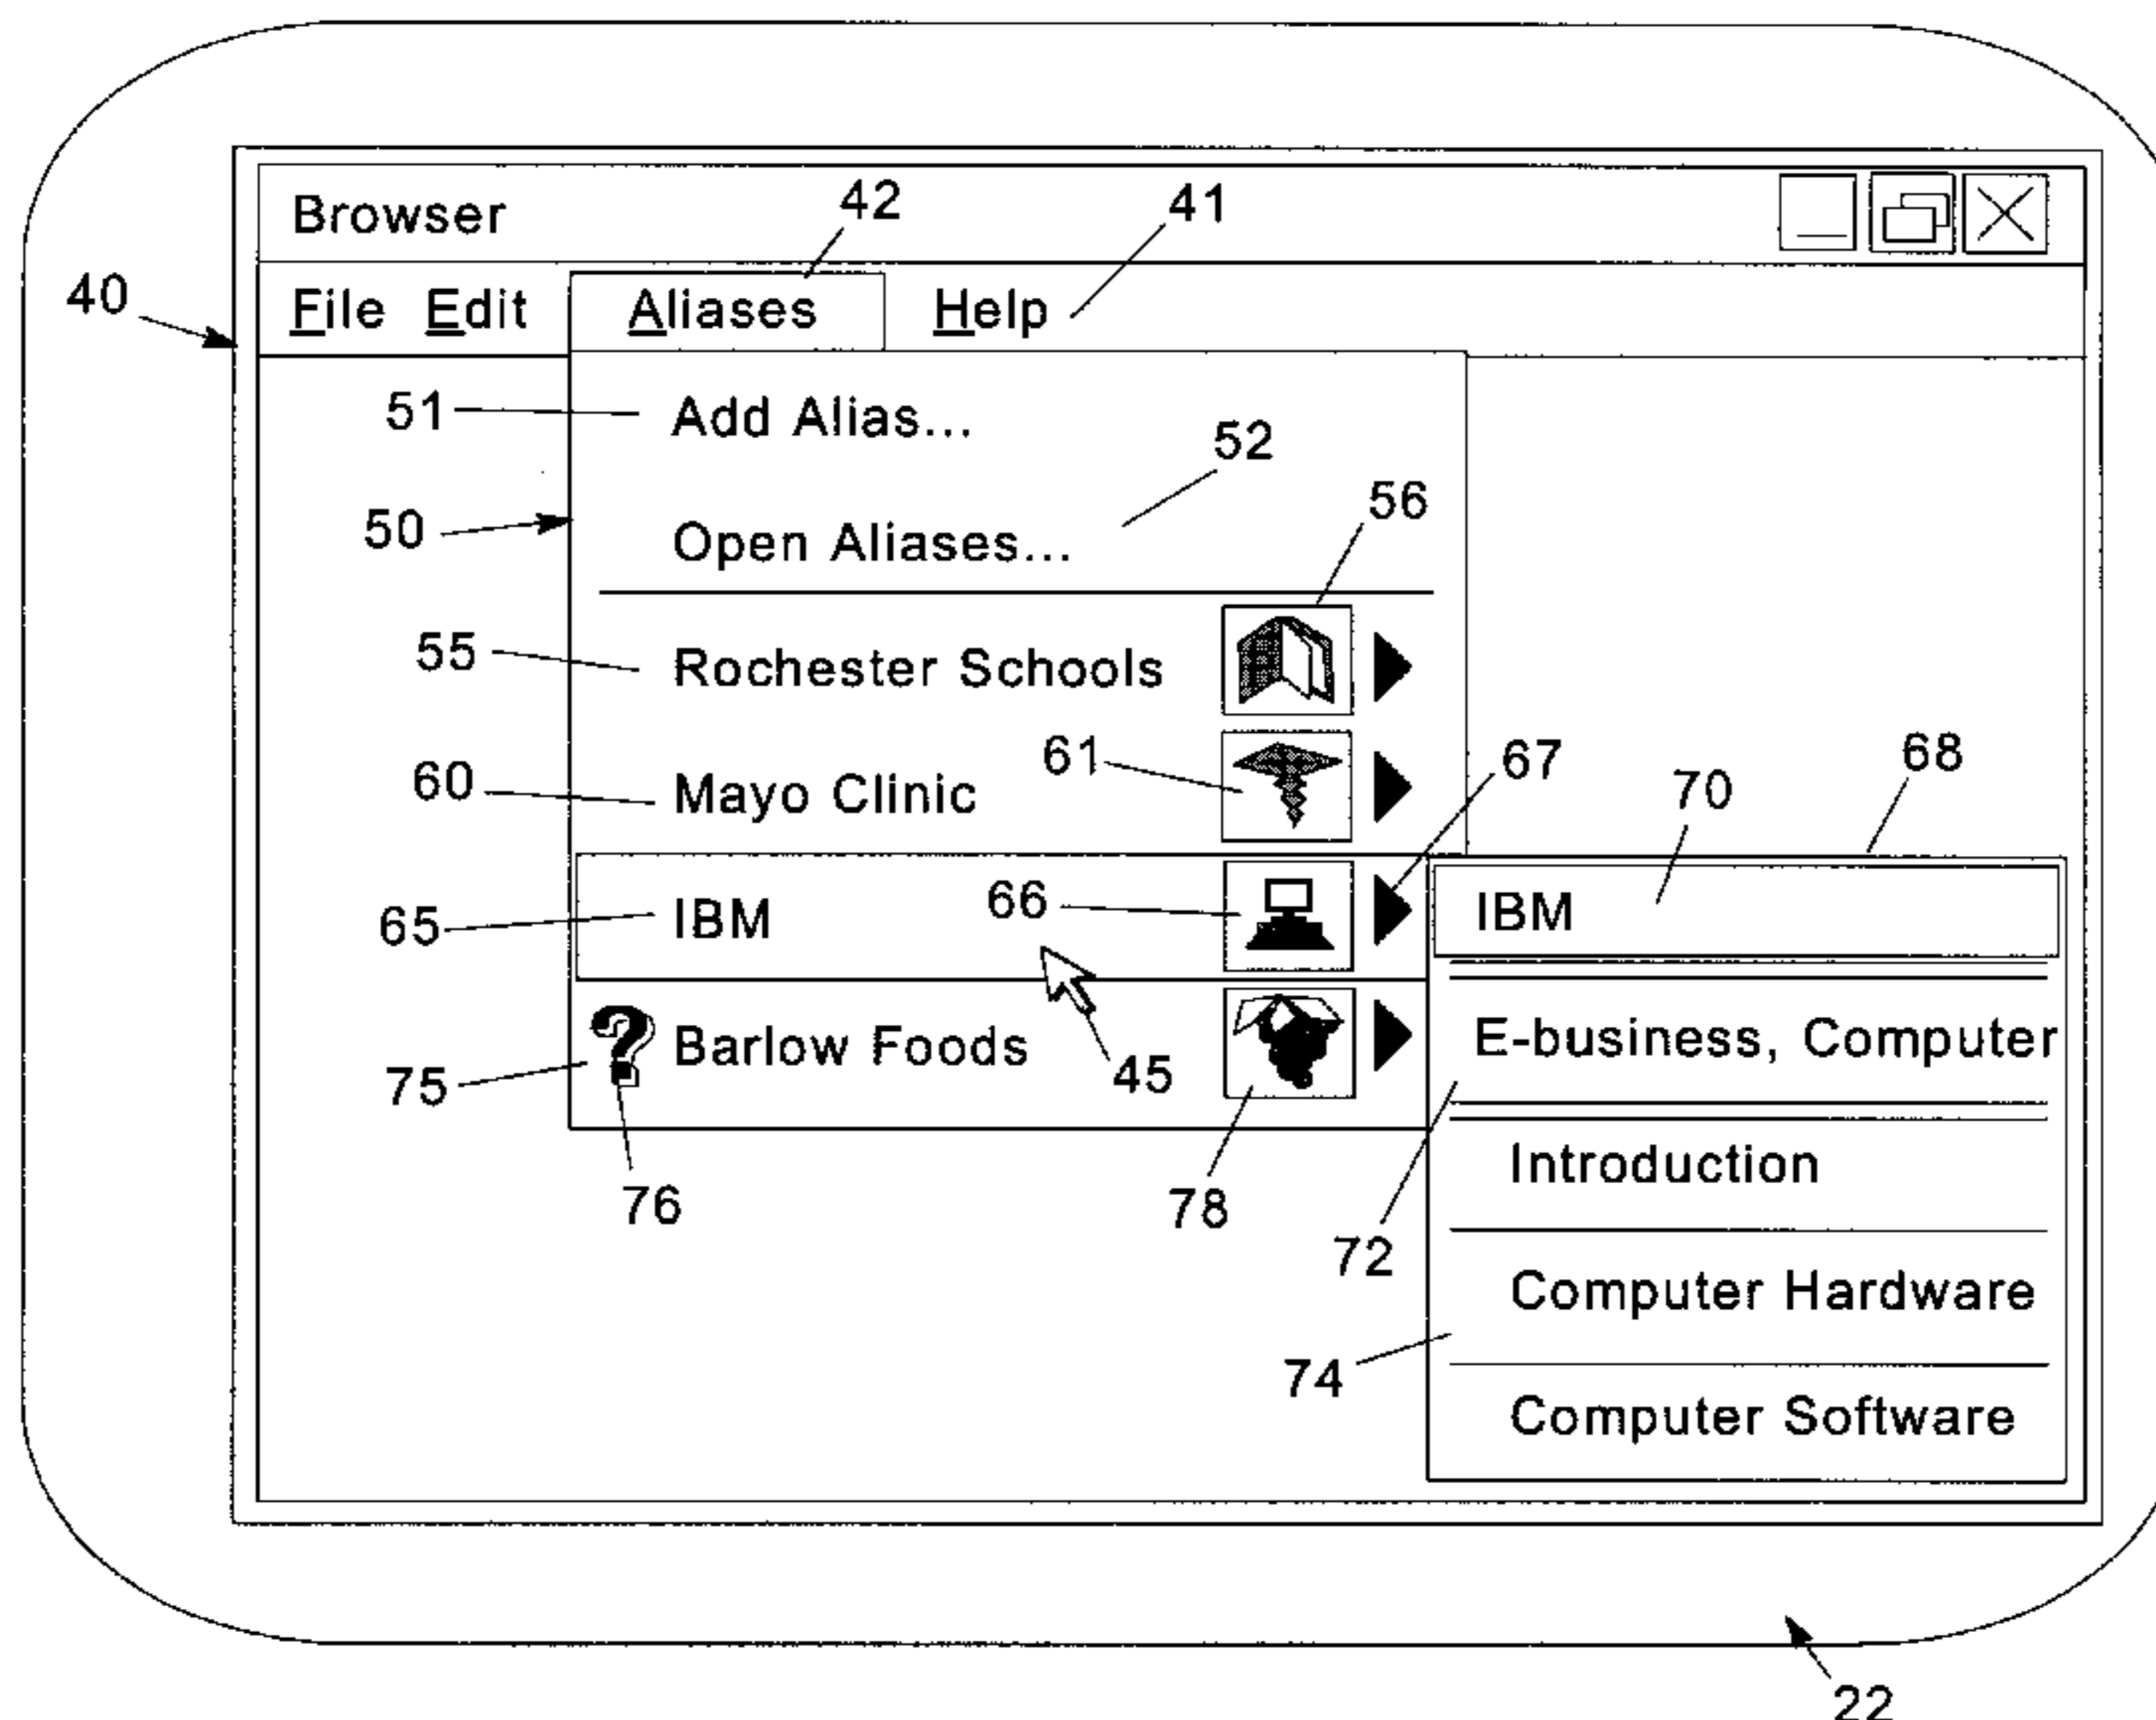 Browser
42
41
40
File Edit Aliases Help
51
Add Alias...
52
50
Open Aliases...
56
55
Rochester Schools
60
Mayo Clinic
61
67
70
68
65
IBM
66
IBM
75
?
Barlow Foods
45
E-business, Computer
76
78
72
Introduction
Computer Hardware
74
Computer Software
22